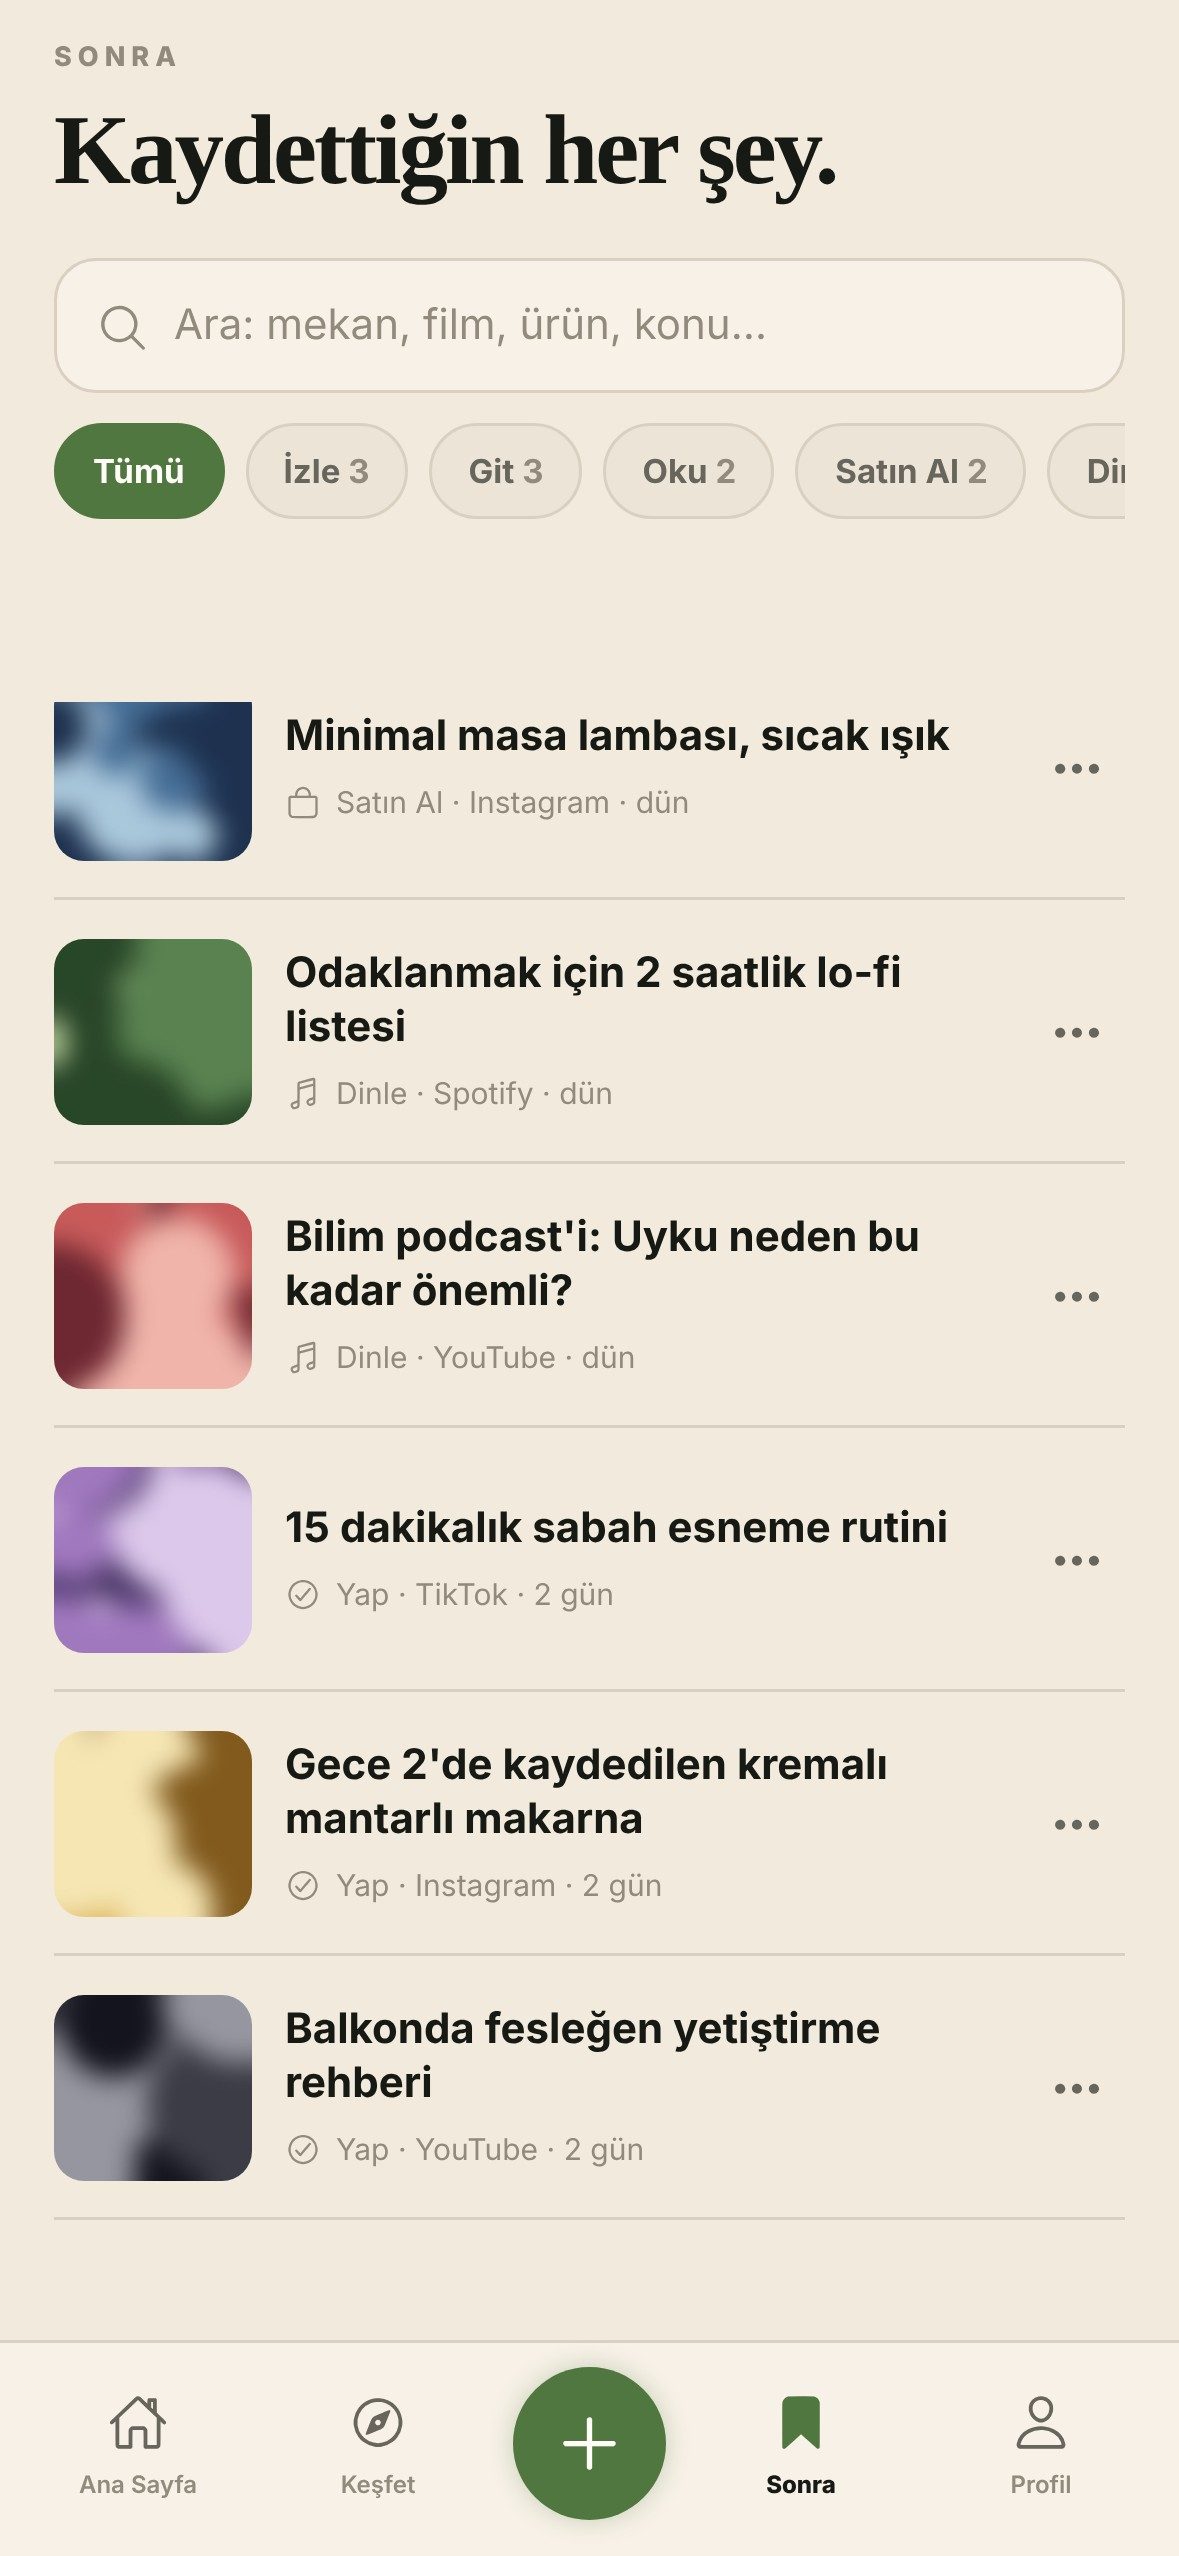 SONRA
Kaydettiğin her şey.
Ara: mekan, film, ürün, konu...
Tümü
İzle 3
Git 3
Oku 2
Satın Al 2
Minimal masa lambası, sıcak ışık
Satın Al · Instagram · dün
Odaklanmak için 2 saatlik lo-fi
listesi
Dinle · Spotify · dün
Bilim podcast'i: Uyku neden bu
kadar önemli?
Dinle · YouTube · dün
15 dakikalık sabah esneme rutini
Yap · TikTok · 2 gün
Gece 2'de kaydedilen kremalı
mantarlı makarna
Yap · Instagram · 2 gün
Balkonda fesleğen yetiştirme
rehberi
Yap · YouTube · 2 gün
Ana Sayfa
Keşfet
Sonra
Profil